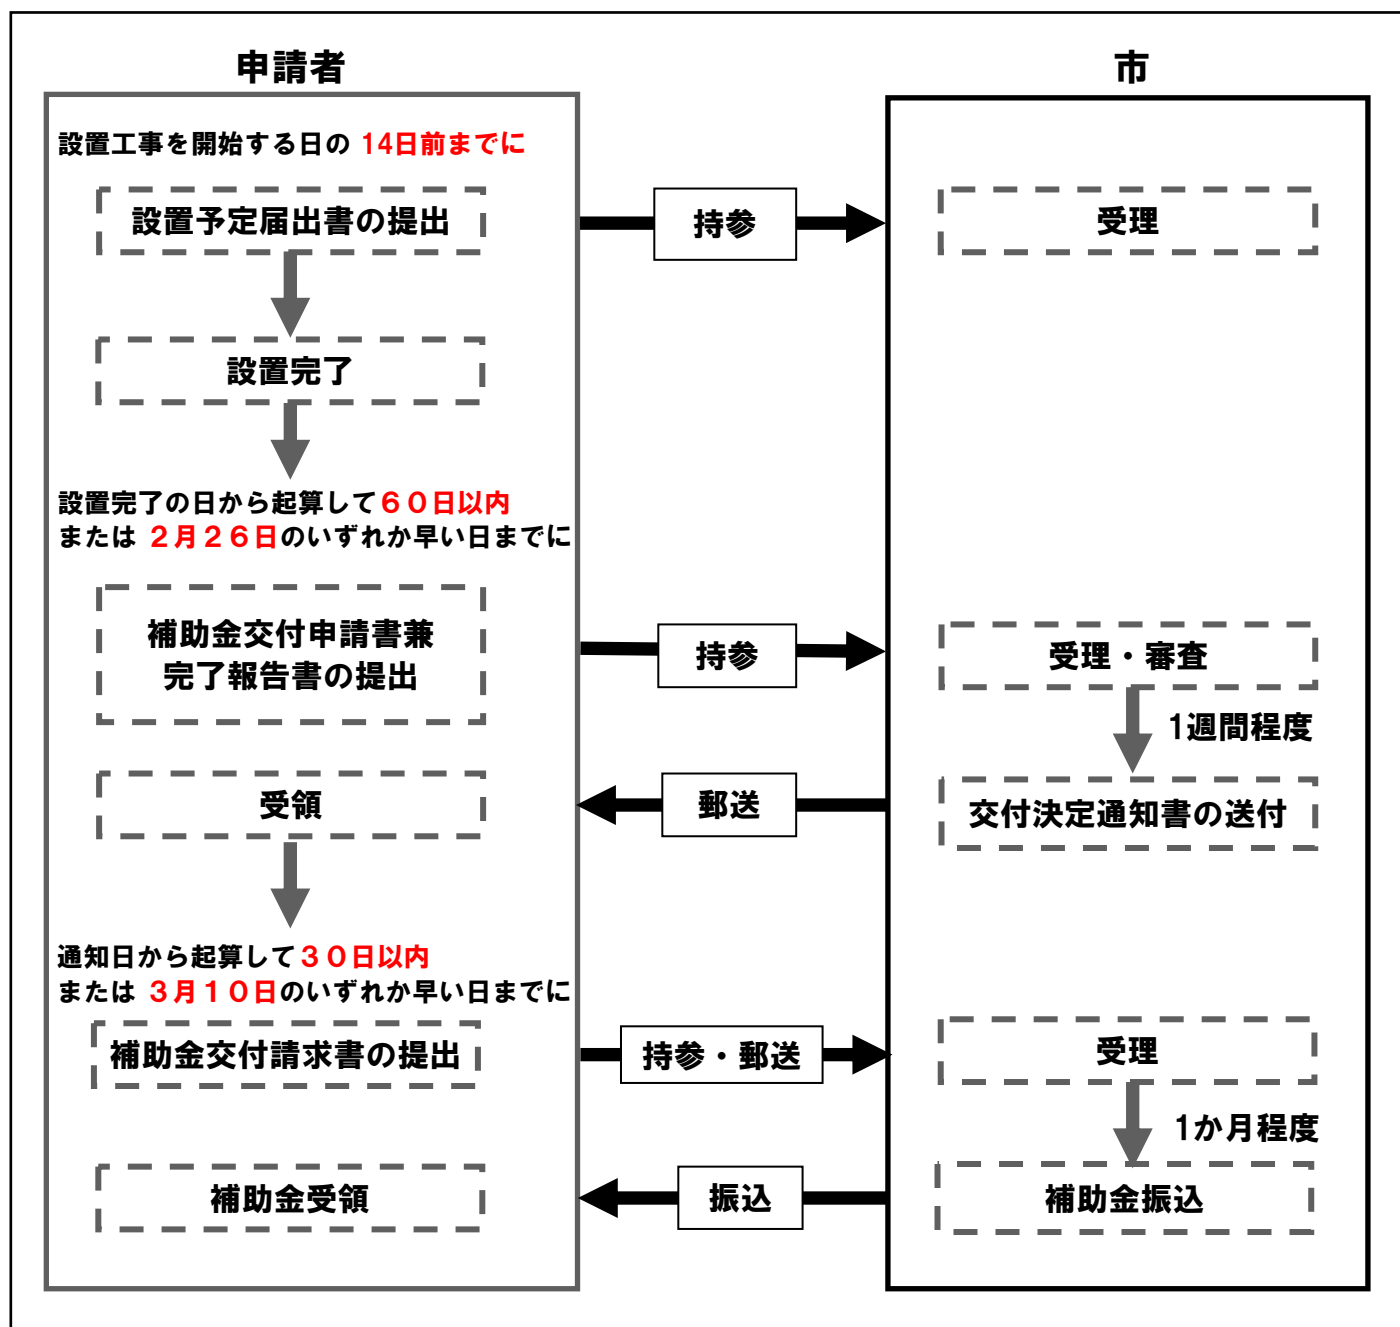 申請者
市
設置工事を開始する日の 14日前までに
設置予定届出書の提出
持参
受理
設置完了
設置完了の日から起算して６０日以内
または ２月２６日のいずれか早い日までに
補助金交付申請書兼
完了報告書の提出
持参
受理・審査
1週間程度
受領
郵送
交付決定通知書の送付
通知日から起算して３０日以内
または ３月１０日のいずれか早い日までに
補助金交付請求書の提出
持参・郵送
受理
1か月程度
補助金受領
振込
補助金振込